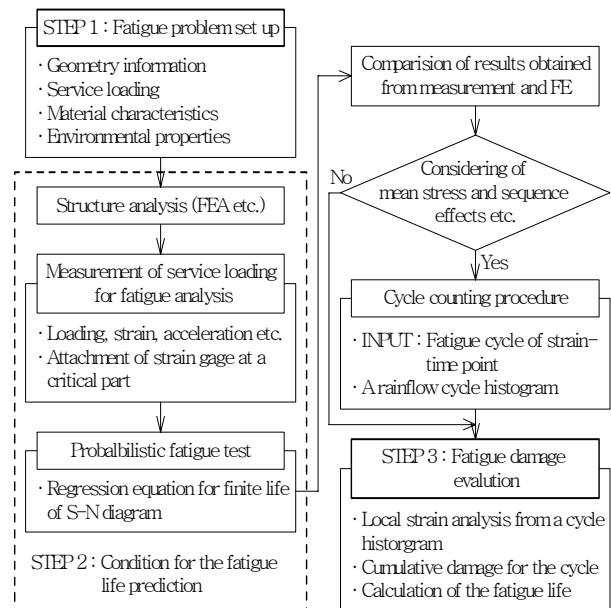 STEP 1 : Fatigue problem set up
· Geometry information
· Service loading
· Material characteristics
· Environmental properties
Structure analysis (FEA etc.)
Measurement of service loading
for fatigue analysis
· Loading, strain, acceleration etc.
· Attachment of strain gage at a
critical part
Probalbilistic fatigue test
· Regression equation for finite life
of S-N diagram
STEP 2 : Condition for the fatigue
life prediction
Comparision of results obtained
from measurement and FE
Considering of
mean stress and sequence
effects etc.
No
Yes
Cycle counting procedure
· INPUT : Fatigue cycle of strain-
time point
· A rainflow cycle histogram
STEP 3 : Fatigue damage
evalution
· Local strain analysis from a cycle
historgram
· Cumulative damage for the cycle
· Calculation of the fatigue life